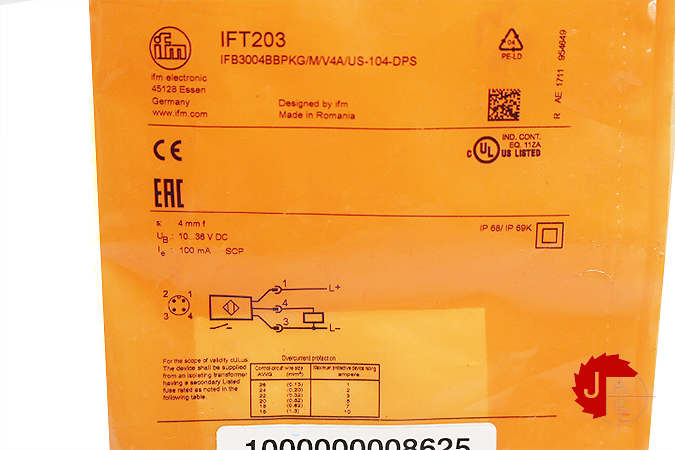 ifm
IFT203
IFB3004BBPKG/M/V4A/US-104-DPS
ifm electronic
45128 Essen
Germany
www.ifm.com
Designed by ifm
Made in Romania
04
PE-LD
R AE 1711 954649
CE
C UL US LISTED
IND. CONT.
EQ. 11ZA
EAC
s: 4 mm f
UB: 10...36 V DC
Ie: 100 mA SCP
IP 68/ IP 69K
2 1
3 4
1 L+
4
3 L-
For the scope of validity cULus
The device shall be supplied
from an isolating transformer
having a secondary Listed
fuse rated as noted in the
following table.
Overcurrent protection
Control-circuit wire size Maximum protective device rating
AWG (mm²) ampere
26 (0.13) 1
24 (0.20) 2
22 (0.32) 3
20 (0.52) 5
18 (0.82) 7
16 (1.3) 10
1000000008625
J